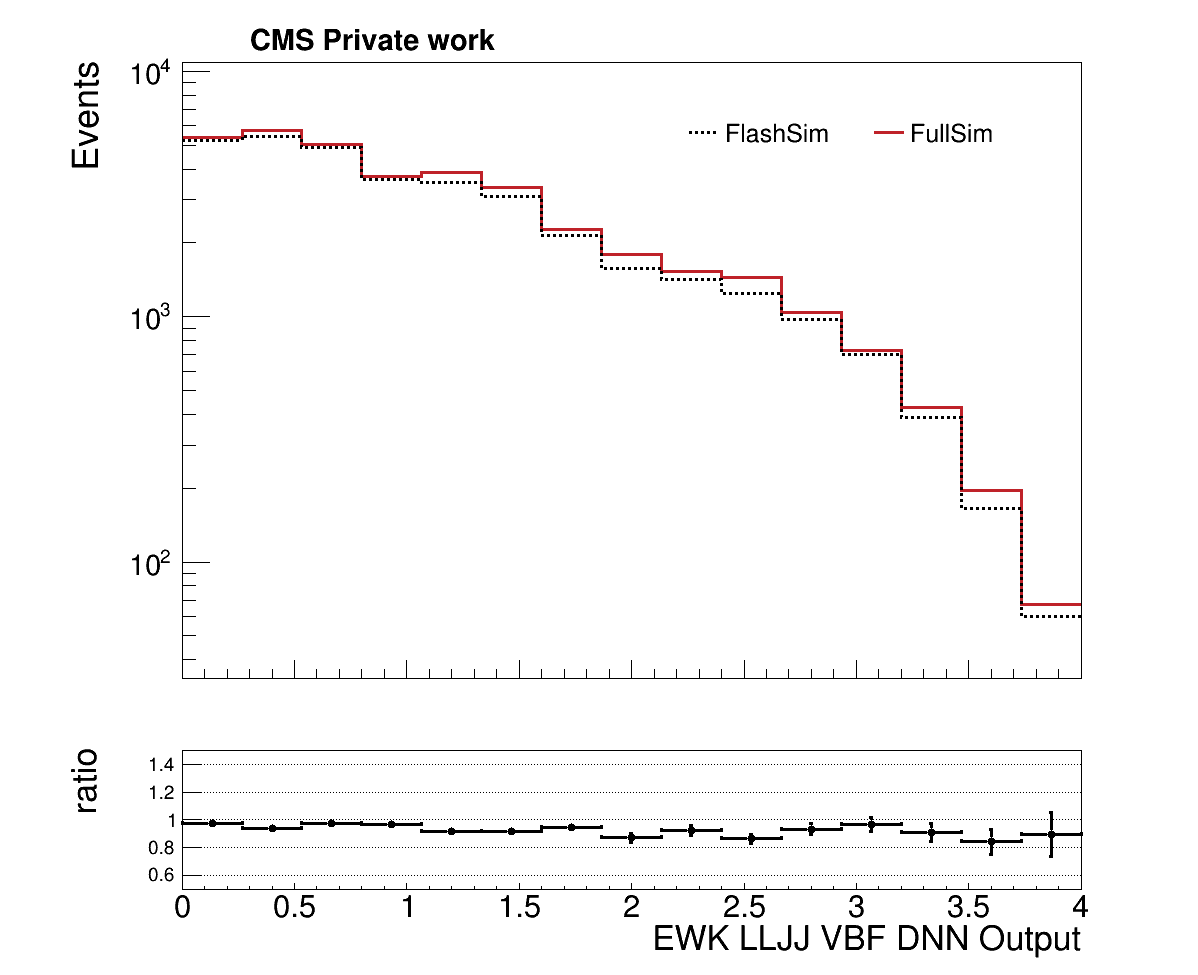 CMS Private work
Events
10^4
10^3
10^2
FlashSim
FullSim
ratio
1.4
1.2
1
0.8
0.6
0 0.5 1 1.5 2 2.5 3 3.5 4
EWK LLJJ VBF DNN Output